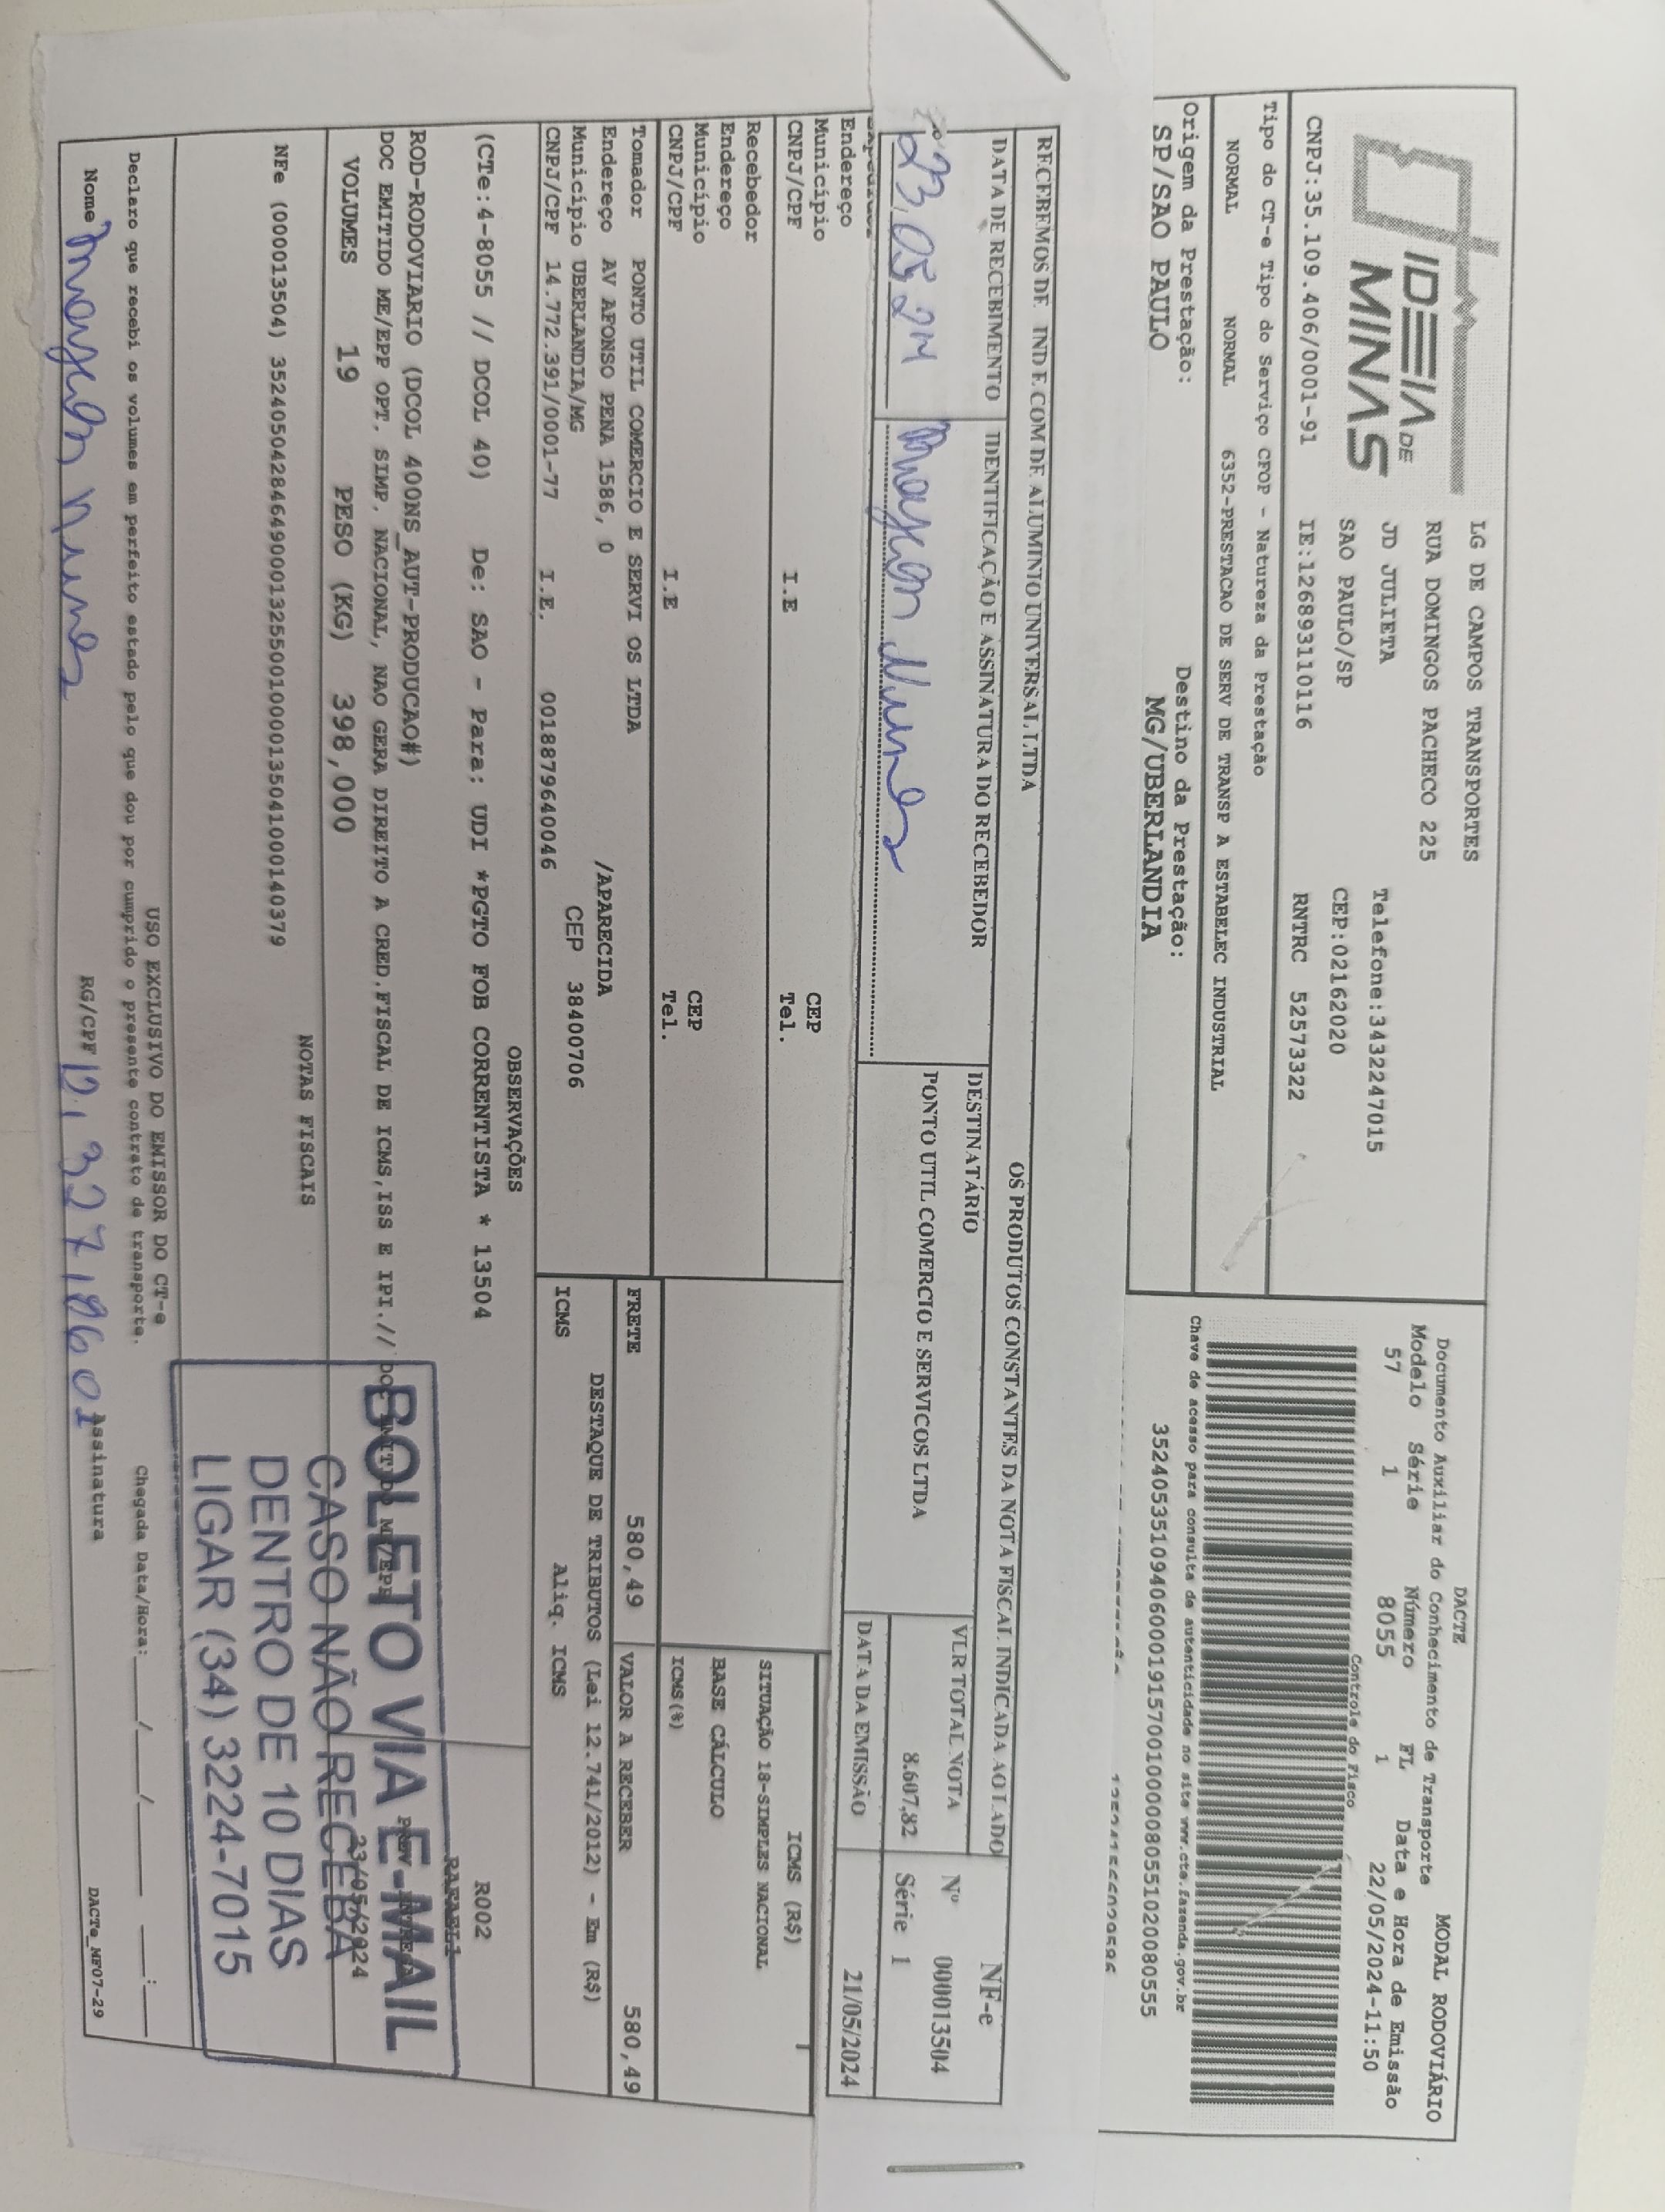 IDEIA DE
MINAS
LG DE CAMPOS TRANSPORTES
RUA DOMINGOS PACHECO 225
JD JULIETA
Telefone:3432247015
SAO PAULO/SP
CEP:02162020
CNPJ:35.109.406/0001-91
IE:126893110116
RNTRC 52573322
DACTE
MODAL RODOVIÁRIO
Documento Auxiliar do Conhecimento de Transporte
Modelo Série Número FL Data e Hora de Emissão
57 1 8055 1 22/05/2024-11:50
Controle do Fisco
Tipo do CT-e Tipo do Serviço CFOP - Natureza da Prestação
NORMAL NORMAL 6352-PRESTACAO DE SERV DE TRANSP A ESTABELEC INDUSTRIAL
Chave de acesso para consulta de autenticidade no site www.cte.fazenda.gov.br
Origem da Prestação: Destino da Prestação:
SP/SAO PAULO MG/UBERLANDIA
35240535109406000191570010000080551020080555
RECEBEMOS DE IND E COM DE ALUMINIO UNIVERSAL LTDA OS PRODUTOS CONSTANTES DA NOTA FISCAL INDICADA AO LADO
NF-e
DATA DE RECEBIMENTO IDENTIFICAÇÃO E ASSINATURA DO RECEBEDOR DESTINATÁRIO VLR TOTAL NOTA
Nº 000013504
23.05.24 Maycon Nunes PONTO UTIL COMERCIO E SERVICOS LTDA 8.607,82
Série 1
DATA DA EMISSÃO 21/05/2024
Endereço
Município CEP
CNPJ/CPF I.E Tel.
ICMS (R$)
Recebedor
SITUAÇÃO 18-SIMPLES NACIONAL
Endereço
BASE CÁLCULO
Município CEP
CNPJ/CPF I.E Tel.
ICMS(%)
Tomador PONTO UTIL COMERCIO E SERVI OS LTDA
FRETE 580,49 VALOR A RECEBER 580,49
Endereço AV AFONSO PENA 1586, 0 /APARECIDA
DESTAQUE DE TRIBUTOS (Lei 12.741/2012) - Em (R$)
Município UBERLANDIA/MG CEP 38400706
CNPJ/CPF 14.772.391/0001-77 I.E. 0018879640046
ICMS Aliq. ICMS
OBSERVAÇÕES
(CTe:4-8055 // DCOL 40) De: SAO - Para: UDI *PGTO FOB CORRENTISTA * 13504
R002
ROD-RODOVIARIO (DCOL 400NS_AUT-PRODUCAO#)
DOC EMITIDO ME/EPP OPT. SIMP. NACIONAL, NAO GERA DIREITO A CRED.FISCAL DE ICMS,ISS E IPI.//
VOLUMES 19 PESO (KG) 398,000
23/05/2024
BOLETO VIA E-MAIL
CASO NÃO RECEBA
DENTRO DE 10 DIAS
LIGAR (34) 3224-7015
NOTAS FISCAIS
NFe (000013504) 35240504284649000132550010000135041000140379
USO EXCLUSIVO DO EMISSOR DO CT-e
Declaro que recebi os volumes em perfeito estado pelo que dou por cumprido o presente contrato de transporte.
Chegada Data/Hora: ____/____/____ ___:___
Nome Maycon Nunes RG/CPF Assinatura
DACTe_MF07-29